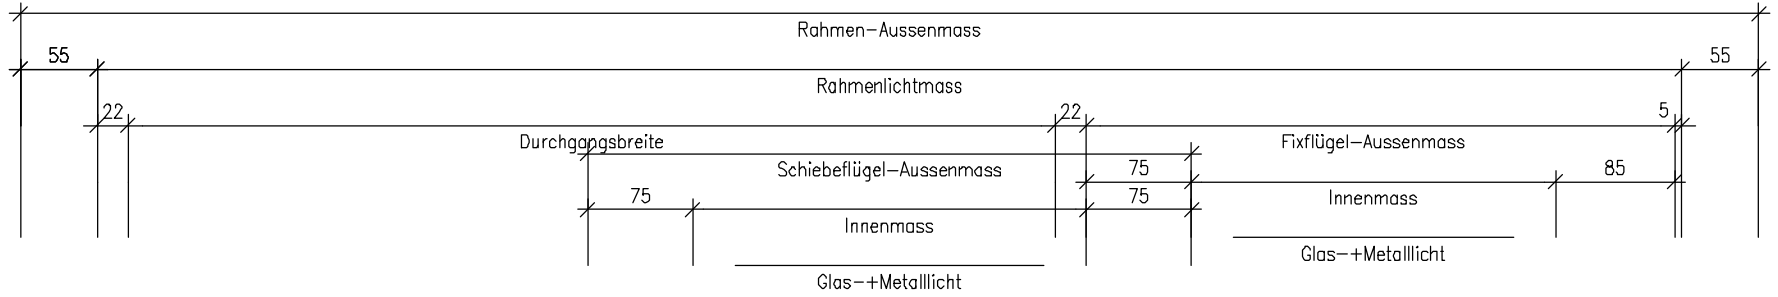 Rahmen-Aussenmass
55 55
Rahmenlichtmass
22 22 5
Durchgangsbreite Fixflügel-Aussenmass
Schiebeflügel-Aussenmass 75 85
75 75 Innenmass
Innenmass
Glas-+Metalllicht
Glas-+Metalllicht